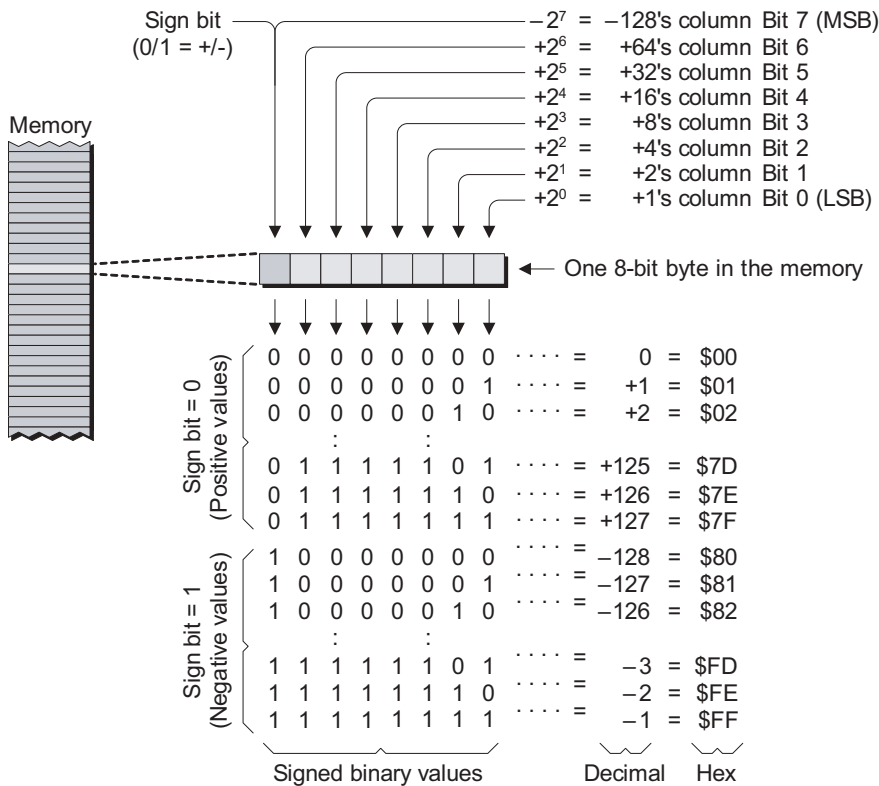 Sign bit
(0/1 = +/-)
–2⁷ = –128's column Bit 7 (MSB)
+2⁶ = +64's column Bit 6
+2⁵ = +32's column Bit 5
+2⁴ = +16's column Bit 4
+2³ = +8's column Bit 3
+2² = +4's column Bit 2
+2¹ = +2's column Bit 1
+2⁰ = +1's column Bit 0 (LSB)
Memory
One 8-bit byte in the memory
Sign bit = 0
(Positive values)
0 0 0 0 0 0 0 0 · · · · = 0 = $00
0 0 0 0 0 0 0 1 · · · · = +1 = $01
0 0 0 0 0 0 1 0 · · · · = +2 = $02
: :
0 1 1 1 1 1 0 1 · · · · = +125 = $7D
0 1 1 1 1 1 1 0 · · · · = +126 = $7E
0 1 1 1 1 1 1 1 · · · · = +127 = $7F
Sign bit = 1
(Negative values)
1 0 0 0 0 0 0 0 · · · · = –128 = $80
1 0 0 0 0 0 0 1 · · · · = –127 = $81
1 0 0 0 0 0 1 0 · · · · = –126 = $82
: :
1 1 1 1 1 1 0 1 · · · · = –3 = $FD
1 1 1 1 1 1 1 0 · · · · = –2 = $FE
1 1 1 1 1 1 1 1 · · · · = –1 = $FF
Signed binary values Decimal Hex